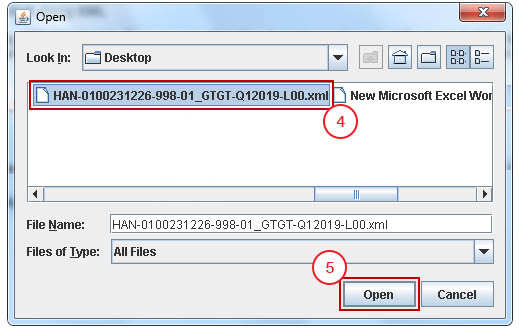 Open
Look In: Desktop
HAN-0100231226-998-01_GTGT-Q12019-L00.xml New Microsoft Excel Wor
4
File Name: HAN-0100231226-998-01_GTGT-Q12019-L00.xml
Files of Type: All Files
5
Open Cancel